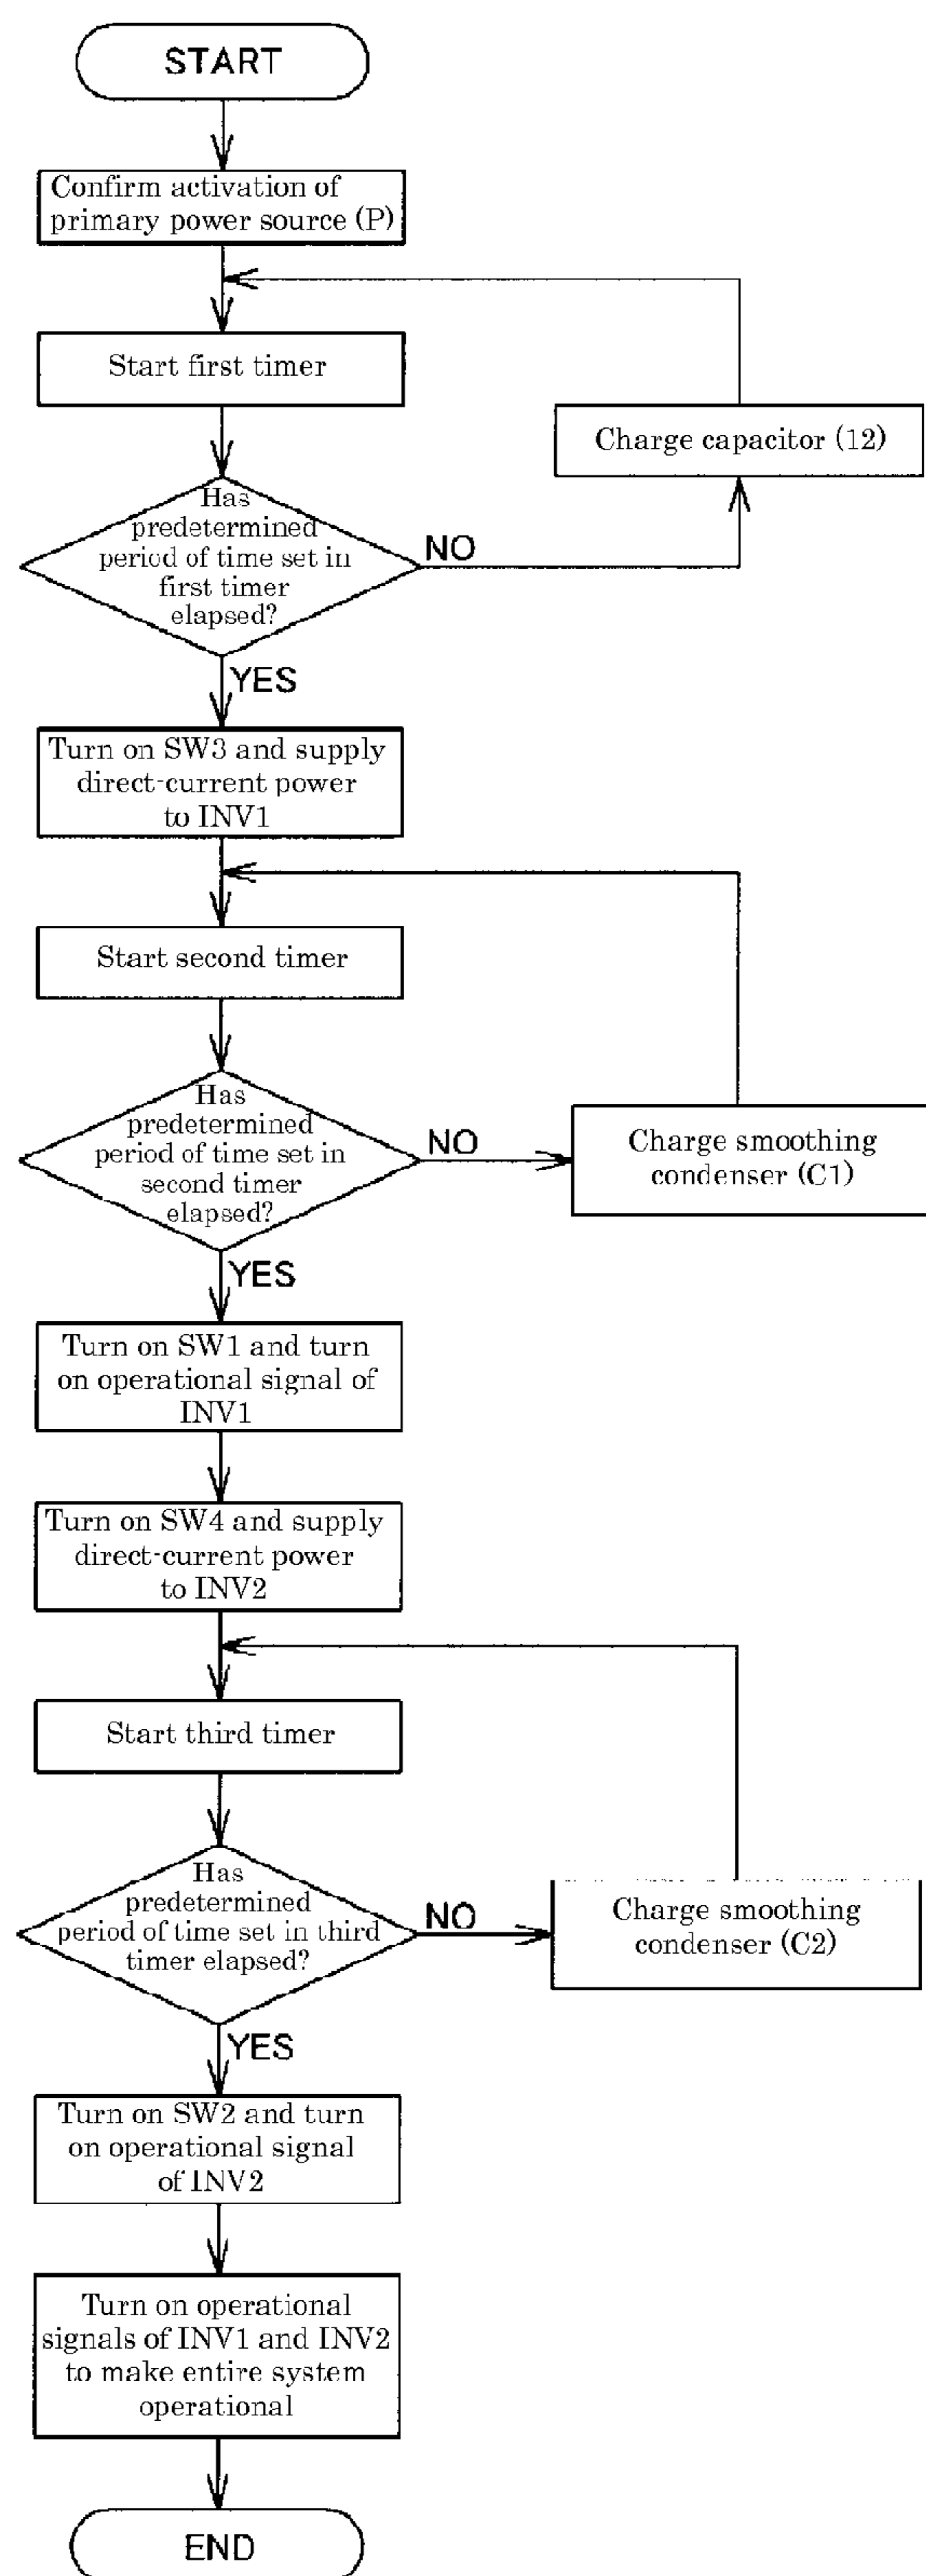 START
Confirm activation of
primary power source (P)
Start first timer
Charge capacitor (12)
Has
predetermined
period of time set in
first timer
elapsed?
NO
YES
Turn on SW3 and supply
direct-current power
to INV1
Start second timer
Has
predetermined
period of time set in
second timer
elapsed?
NO
Charge smoothing
condenser (C1)
YES
Turn on SW1 and turn
on operational signal of
INV1
Turn on SW4 and supply
direct-current power
to INV2
Start third timer
Has
predetermined
period of time set in third
timer elapsed?
NO
Charge smoothing
condenser (C2)
YES
Turn on SW2 and turn
on operational signal
of INV2
Turn on operational
signals of INV1 and INV2
to make entire system
operational
END